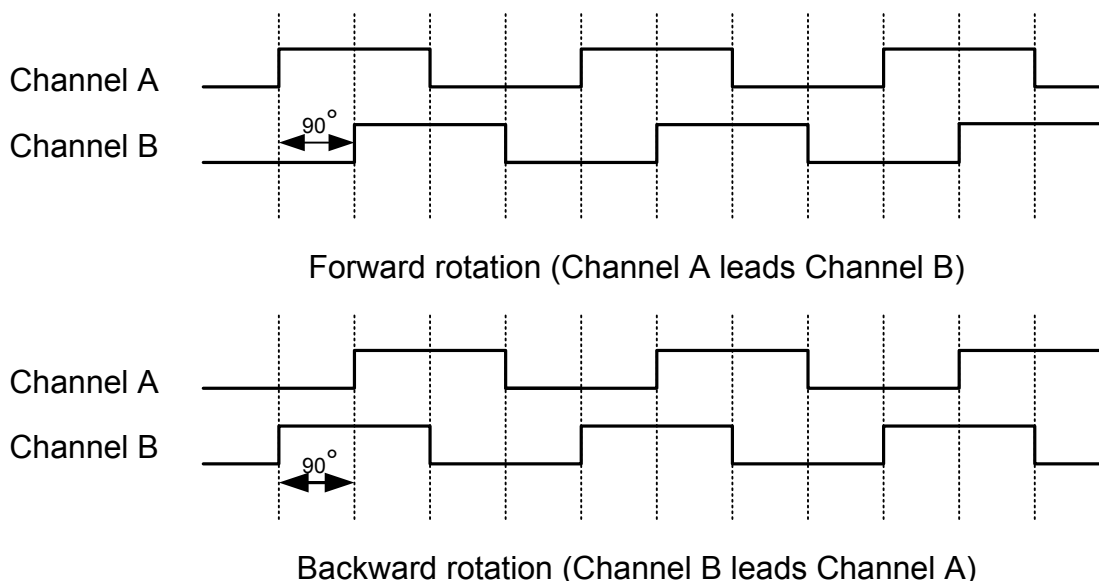 Channel A
90°
Channel B
Forward rotation (Channel A leads Channel B)
Channel A
Channel B
90°
Backward rotation (Channel B leads Channel A)